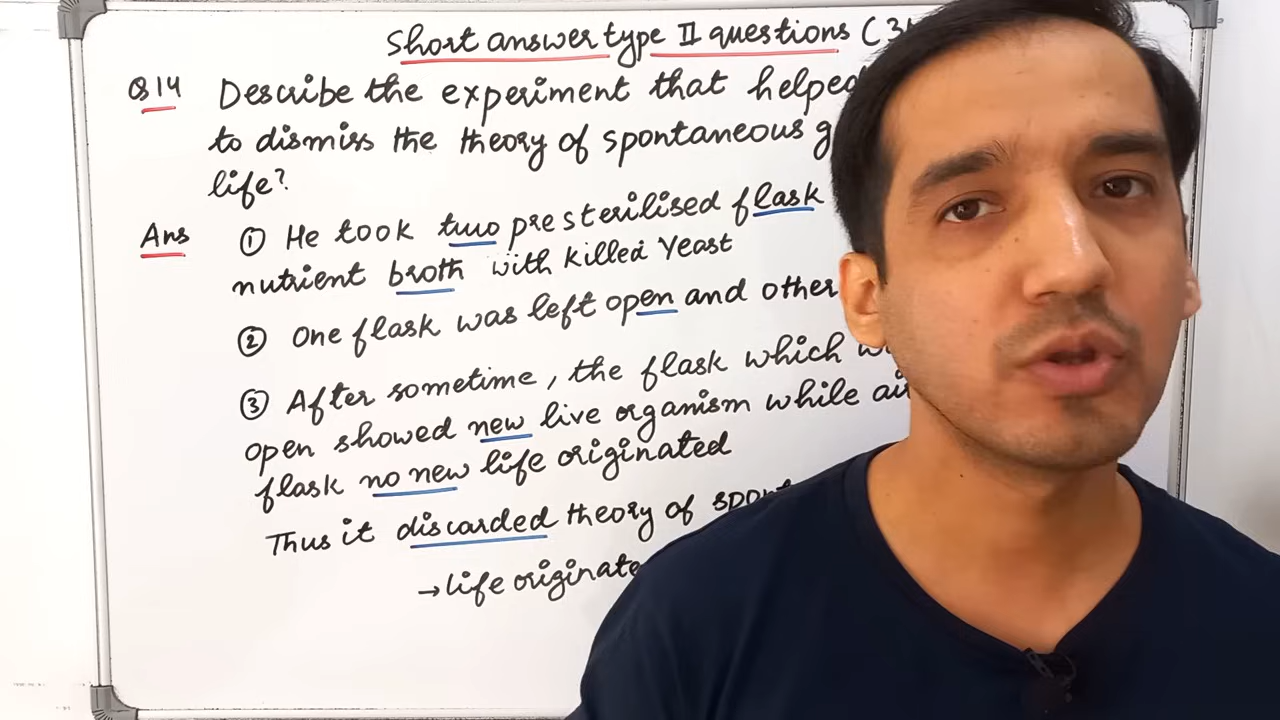 Short answer type II questions (3
Q14 Describe the experiment that helped
to dismiss the theory of spontaneous g
life?
Ans ① He took two presterilised flask
nutrient broth with killed Yeast
② One flask was left open and other
③ After sometime, the flask which w
open showed new live organism while air
flask no new life originated
Thus it discarded theory of spont
→ life originate